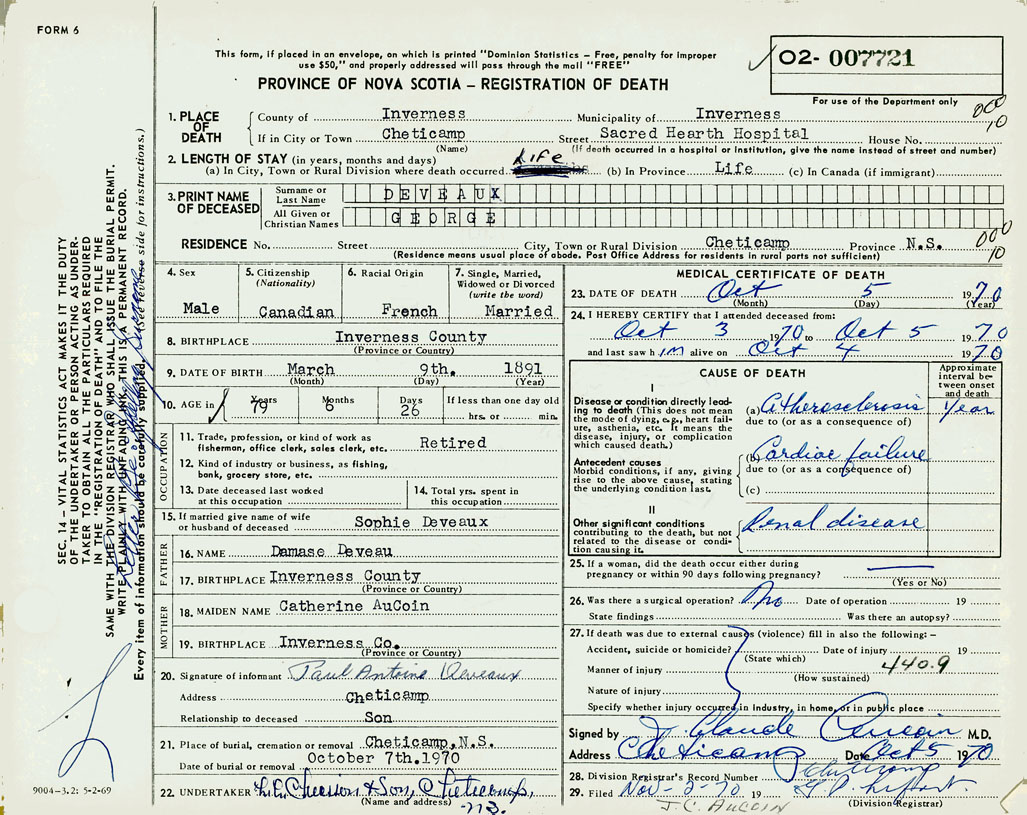 FORM 6
This form, if placed in an envelope, on which is printed "Dominion Statistics – Free, penalty for improper
use $50," and properly addressed will pass through the mail "FREE"
02- 007721
For use of the Department only
PROVINCE OF NOVA SCOTIA – REGISTRATION OF DEATH
000
10
1. PLACE OF DEATH
County of Inverness Municipality of Inverness
If in City or Town Cheticamp Street Sacred Hearth Hospital House No.
(Name) (If death occurred in a hospital or institution, give the name instead of street and number)
2. LENGTH OF STAY (in years, months and days)
(a) In City, Town or Rural Division where death occurred Life (b) In Province Life (c) In Canada (if immigrant)
3. PRINT NAME OF DECEASED
Surname or Last Name DEVEAUX
All Given or Christian Names GEORGE
RESIDENCE No. Street City, Town or Rural Division Cheticamp Province N.S.
(Residence means usual place of abode. Post Office Address for residents in rural parts not sufficient)
000
10
4. Sex
Male
5. Citizenship
(Nationality)
Canadian
6. Racial Origin
French
7. Single, Married,
Widowed or Divorced
(write the word)
Married
8. BIRTHPLACE Inverness County
(Province or Country)
9. DATE OF BIRTH March 9th. 1891
(Month) (Day) (Year)
10. AGE in Years Months Days If less than one day old
79 6 26 hrs. or min.
OCCUPATION
11. Trade, profession, or kind of work as
fisherman, office clerk, sales clerk, etc. Retired
12. Kind of industry or business, as fishing,
bank, grocery store, etc.
13. Date deceased last worked
at this occupation
14. Total yrs. spent in
this occupation
15. If married give name of wife
or husband of deceased Sophie Deveaux
FATHER
16. NAME Damase Deveau
17. BIRTHPLACE Inverness County
(Province or Country)
MOTHER
18. MAIDEN NAME Catherine AuCoin
19. BIRTHPLACE Inverness Co.
(Province or Country)
20. Signature of informant Paul Antoine Deveaux
Address Cheticamp
Relationship to deceased Son
21. Place of burial, cremation or removal Cheticamp, N.S.
Date of burial or removal October 7th.1970
22. UNDERTAKER & Son, Cheticamp,
(Name and address)
MEDICAL CERTIFICATE OF DEATH
23. DATE OF DEATH Oct 5 1970
(Month) (Day) (Year)
24. I HEREBY CERTIFY that I attended deceased from:
Oct 3 1970 to Oct 5 1970
and last saw h im alive on Oct 4 1970
CAUSE OF DEATH
Approximate
interval be-
tween onset
and death
I
Disease or condition directly lead-
ing to death (This does not mean
the mode of dying, e.g., heart fail-
ure, asthenia, etc. It means the
disease, injury, or complication
which caused death.)
(a) Atherosclerosis 1 year
due to (or as a consequence of)
Antecedent causes
Morbid conditions, if any, giving
rise to the above cause, stating
the underlying condition last.
(b) Cardiac failure
due to (or as a consequence of)
(c)
II
Other significant conditions
contributing to the death, but not
related to the disease or condi-
tion causing it.
Renal disease
25. If a woman, did the death occur either during
pregnancy or within 90 days following pregnancy?
(Yes or No)
26. Was there a surgical operation? No Date of operation 19
State findings Was there an autopsy?
27. If death was due to external causes (violence) fill in also the following: –
Accident, suicide or homicide? Date of injury 19
(State which)
Manner of injury 440.9
(How sustained)
Nature of injury
Specify whether injury occurred in industry, in home, or in public place
Signed by J. Claude Aucoin M.D.
Address Cheticamp Date Oct 5 1970
28. Division Registrar's Record Number
29. Filed Nov-2-70 19
(Division Registrar)
J.C. AUCOIN
SEC. 14 – VITAL STATISTICS ACT MAKES IT THE DUTY
OF THE UNDERTAKER OR PERSON ACTING AS UNDER-
TAKER TO OBTAIN ALL THE PARTICULARS REQUIRED
IN THE "REGISTRATION OF DEATH" AND TO FILE THE
SAME WITH THE DIVISION REGISTRAR WHO SHALL ISSUE THE BURIAL PERMIT.
WRITE PLAINLY WITH UNFADING INK. THIS IS A PERMANENT RECORD.
Every item of information should be carefully supplied. (See reverse side for instructions.)
9004-3.2: 5-2-69